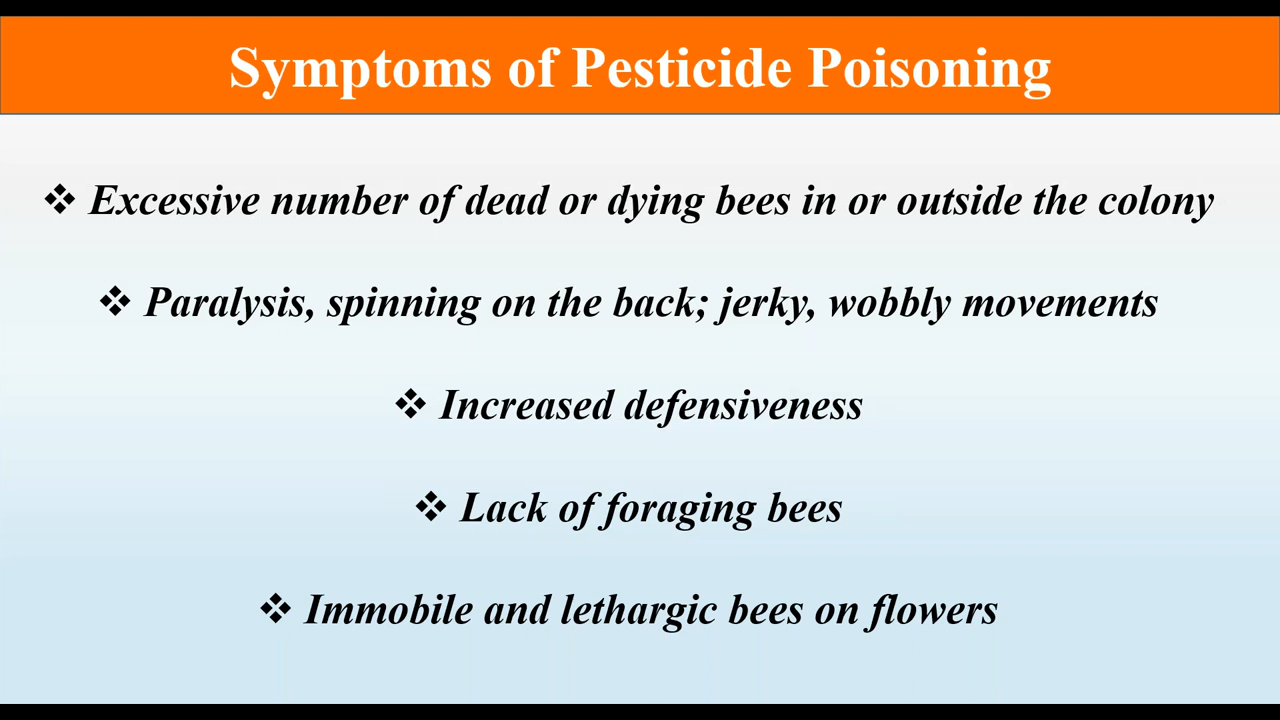 Symptoms of Pesticide Poisoning
❖ Excessive number of dead or dying bees in or outside the colony
❖ Paralysis, spinning on the back; jerky, wobbly movements
❖ Increased defensiveness
❖ Lack of foraging bees
❖ Immobile and lethargic bees on flowers